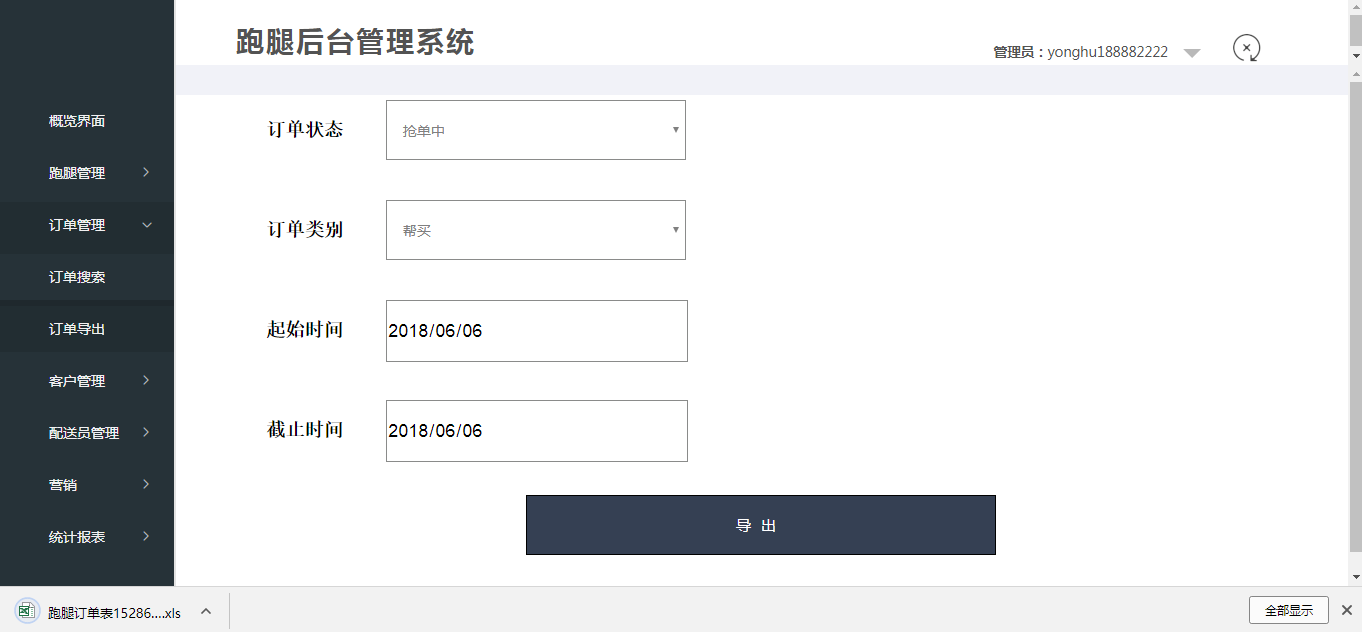 跑腿后台管理系统
管理员：yonghu188882222
概览界面
跑腿管理
订单管理
订单搜索
订单导出
客户管理
配送员管理
营销
统计报表
订单状态
抢单中
订单类别
帮买
起始时间
2018/06/06
截止时间
2018/06/06
导 出
跑腿订单表15286....xls
全部显示